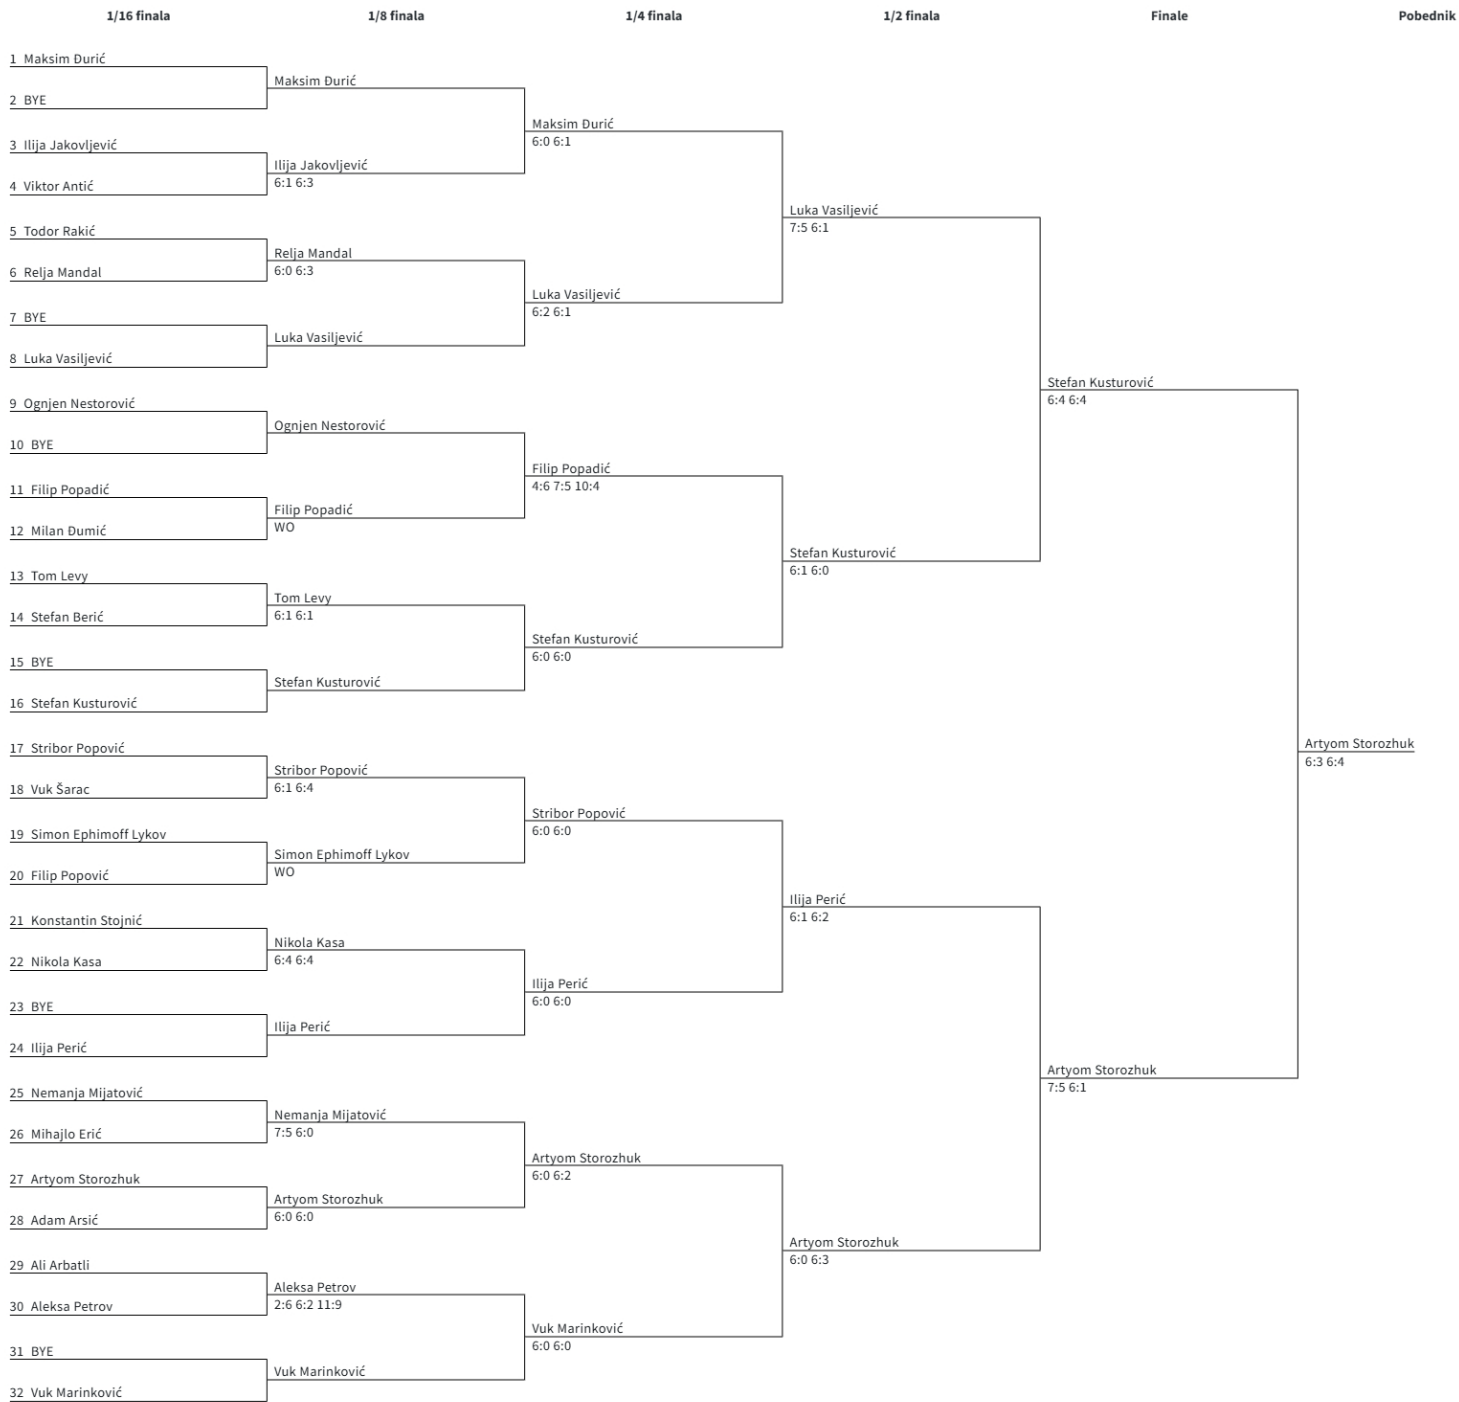 1/16 finala 1/8 finala 1/4 finala 1/2 finala Finale Pobednik
1 Maksim Đurić
2 BYE
3 Ilija Jakovljević
4 Viktor Antić
5 Todor Rakić
6 Relja Mandal
7 BYE
8 Luka Vasiljević
9 Ognjen Nestorović
10 BYE
11 Filip Popadić
12 Milan Đumić
13 Tom Levy
14 Stefan Berić
15 BYE
16 Stefan Kusturović
17 Stribor Popović
18 Vuk Šarac
19 Simon Ephimoff Lykov
20 Filip Popović
21 Konstantin Stojnić
22 Nikola Kasa
23 BYE
24 Ilija Perić
25 Nemanja Mijatović
26 Mihajlo Erić
27 Artyom Storozhuk
28 Adam Arsić
29 Ali Arbatli
30 Aleksa Petrov
31 BYE
32 Vuk Marinković
Maksim Đurić
Ilija Jakovljević
6:1 6:3
Relja Mandal
6:0 6:3
Luka Vasiljević
Ognjen Nestorović
Filip Popadić
WO
Tom Levy
6:1 6:1
Stefan Kusturović
Stribor Popović
6:1 6:4
Simon Ephimoff Lykov
WO
Nikola Kasa
6:4 6:4
Ilija Perić
Nemanja Mijatović
7:5 6:0
Artyom Storozhuk
6:0 6:0
Aleksa Petrov
2:6 6:2 11:9
Vuk Marinković
Maksim Đurić
6:0 6:1
Luka Vasiljević
6:2 6:1
Filip Popadić
4:6 7:5 10:4
Stefan Kusturović
6:0 6:0
Stribor Popović
6:0 6:0
Ilija Perić
6:0 6:0
Artyom Storozhuk
6:0 6:2
Vuk Marinković
6:0 6:0
Luka Vasiljević
7:5 6:1
Stefan Kusturović
6:1 6:0
Ilija Perić
6:1 6:2
Artyom Storozhuk
6:0 6:3
Stefan Kusturović
6:4 6:4
Artyom Storozhuk
7:5 6:1
Artyom Storozhuk
6:3 6:4